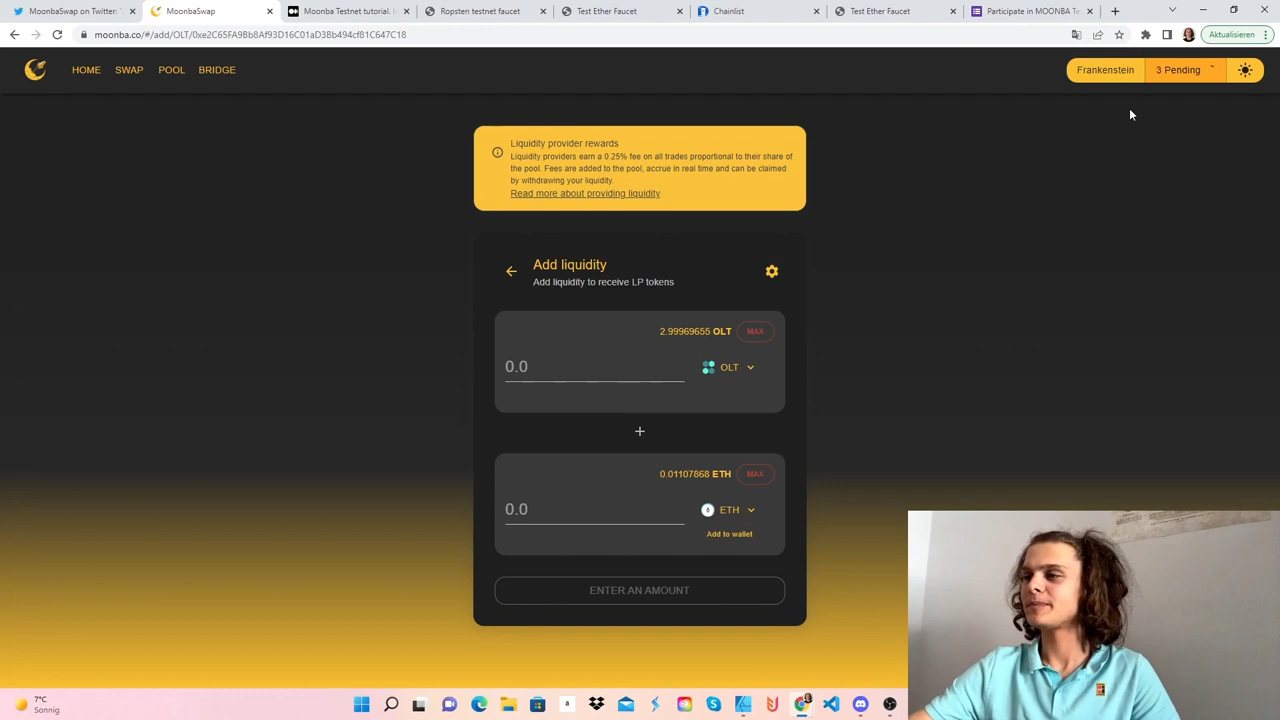 MoonbaSwap on Twitter: "
MoonbaSwap
Moonba Testnet tutorial.
Ropsten testnet faucet
Test Ether Faucet
Chainlist
Test Ether Faucet
Participate in MOONBA Te
moonba.co/#/add/OLT/0xe2C65FA9Bb8A93D16C01aD3Bb494cf81C647C18
Aktualisieren
HOME
SWAP
POOL
BRIDGE
Frankenstein
3 Pending
Liquidity provider rewards
Liquidity providers earn a 0.25% fee on all trades proportional to their share of
the pool. Fees are added to the pool, accrue in real time and can be claimed
by withdrawing your liquidity.
Read more about providing liquidity
Add liquidity
Add liquidity to receive LP tokens
2.99969655 OLT
MAX
0.0
OLT
+
0.01107868 ETH
MAX
0.0
ETH
Add to wallet
ENTER AN AMOUNT
7°C
Sonnig